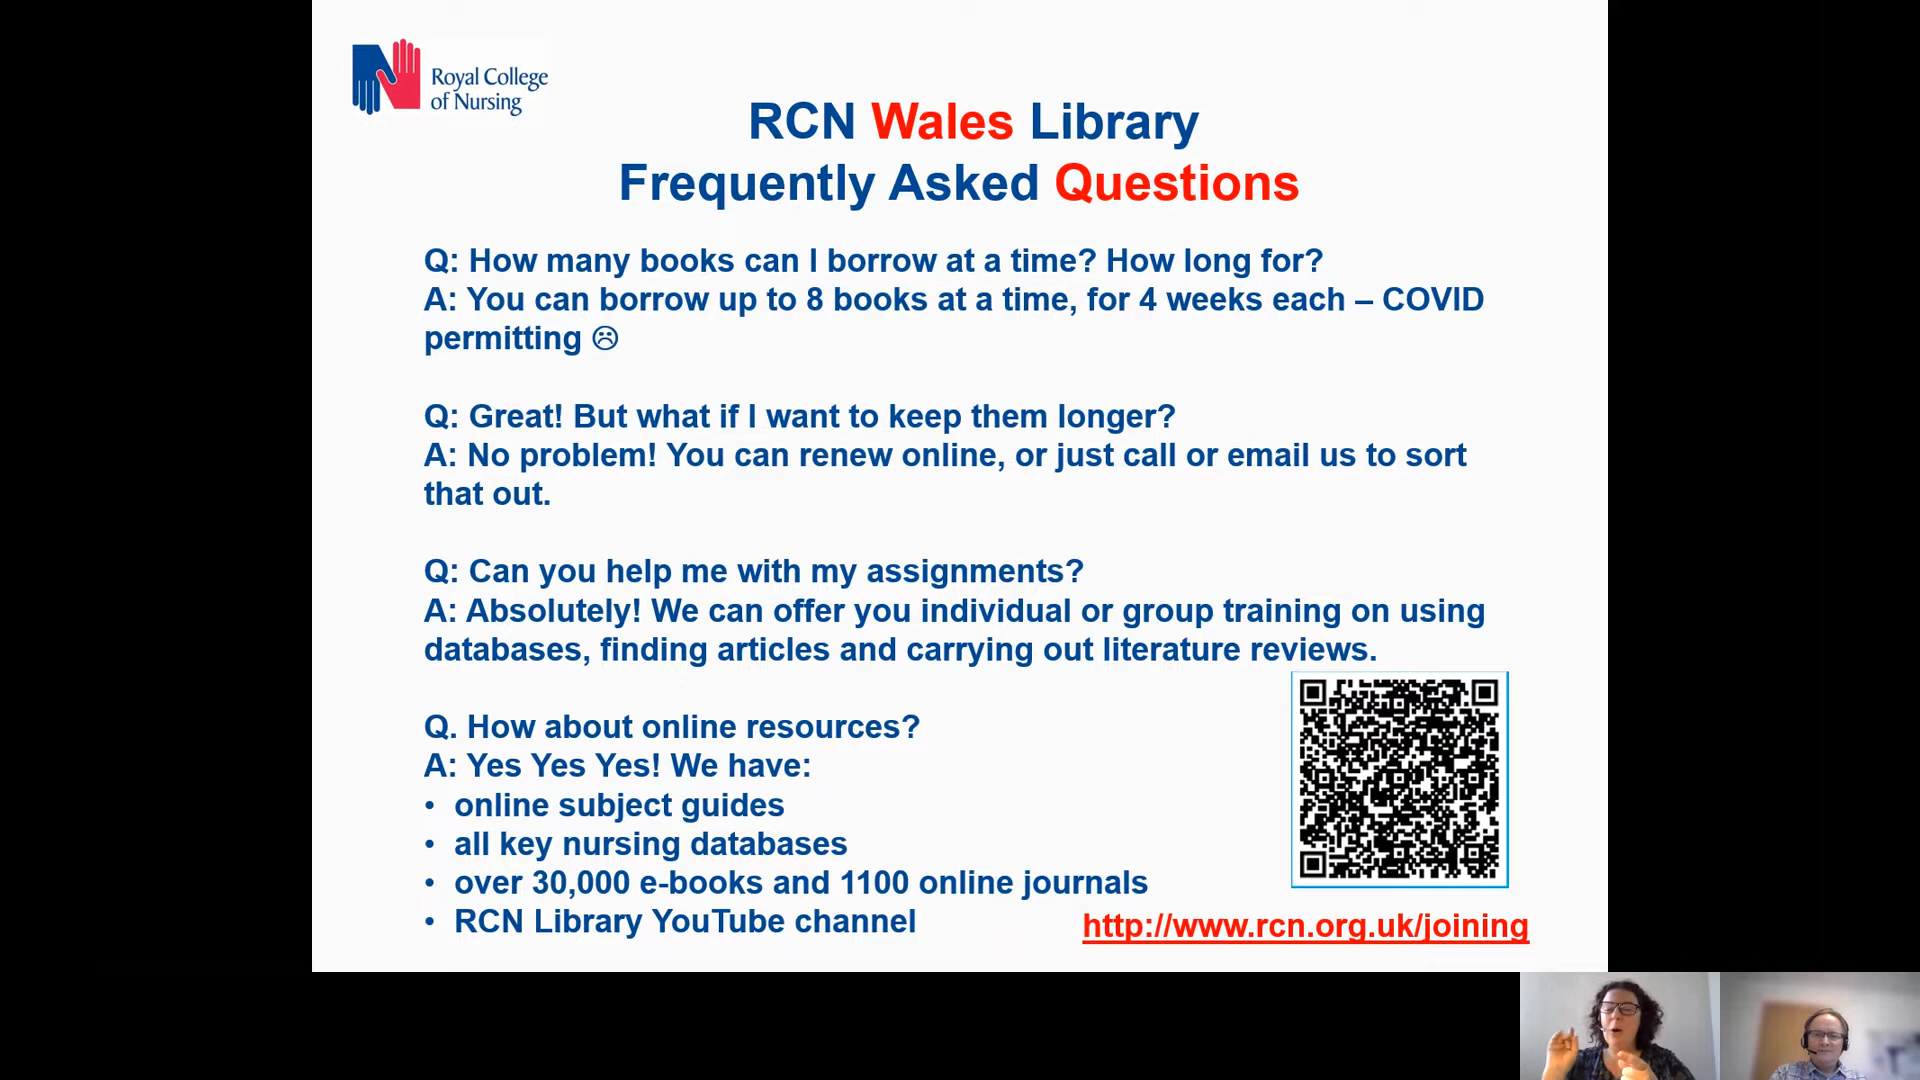 Royal College
of Nursing
RCN Wales Library
Frequently Asked Questions
Q: How many books can I borrow at a time? How long for?
A: You can borrow up to 8 books at a time, for 4 weeks each – COVID
permitting ☹
Q: Great! But what if I want to keep them longer?
A: No problem! You can renew online, or just call or email us to sort
that out.
Q: Can you help me with my assignments?
A: Absolutely! We can offer you individual or group training on using
databases, finding articles and carrying out literature reviews.
Q. How about online resources?
A: Yes Yes Yes! We have:
• online subject guides
• all key nursing databases
• over 30,000 e-books and 1100 online journals
• RCN Library YouTube channel
http://www.rcn.org.uk/joining